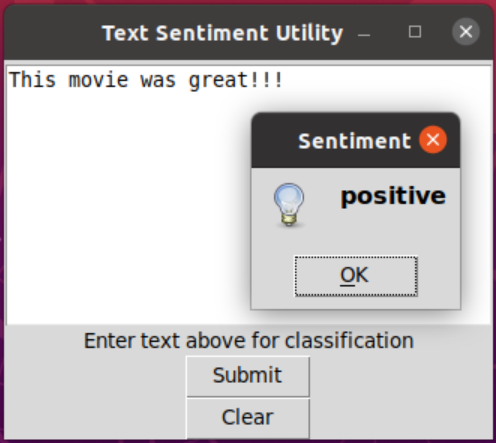 Text Sentiment Utility
This movie was great!!!
Sentiment
positive
OK
Enter text above for classification
Submit
Clear